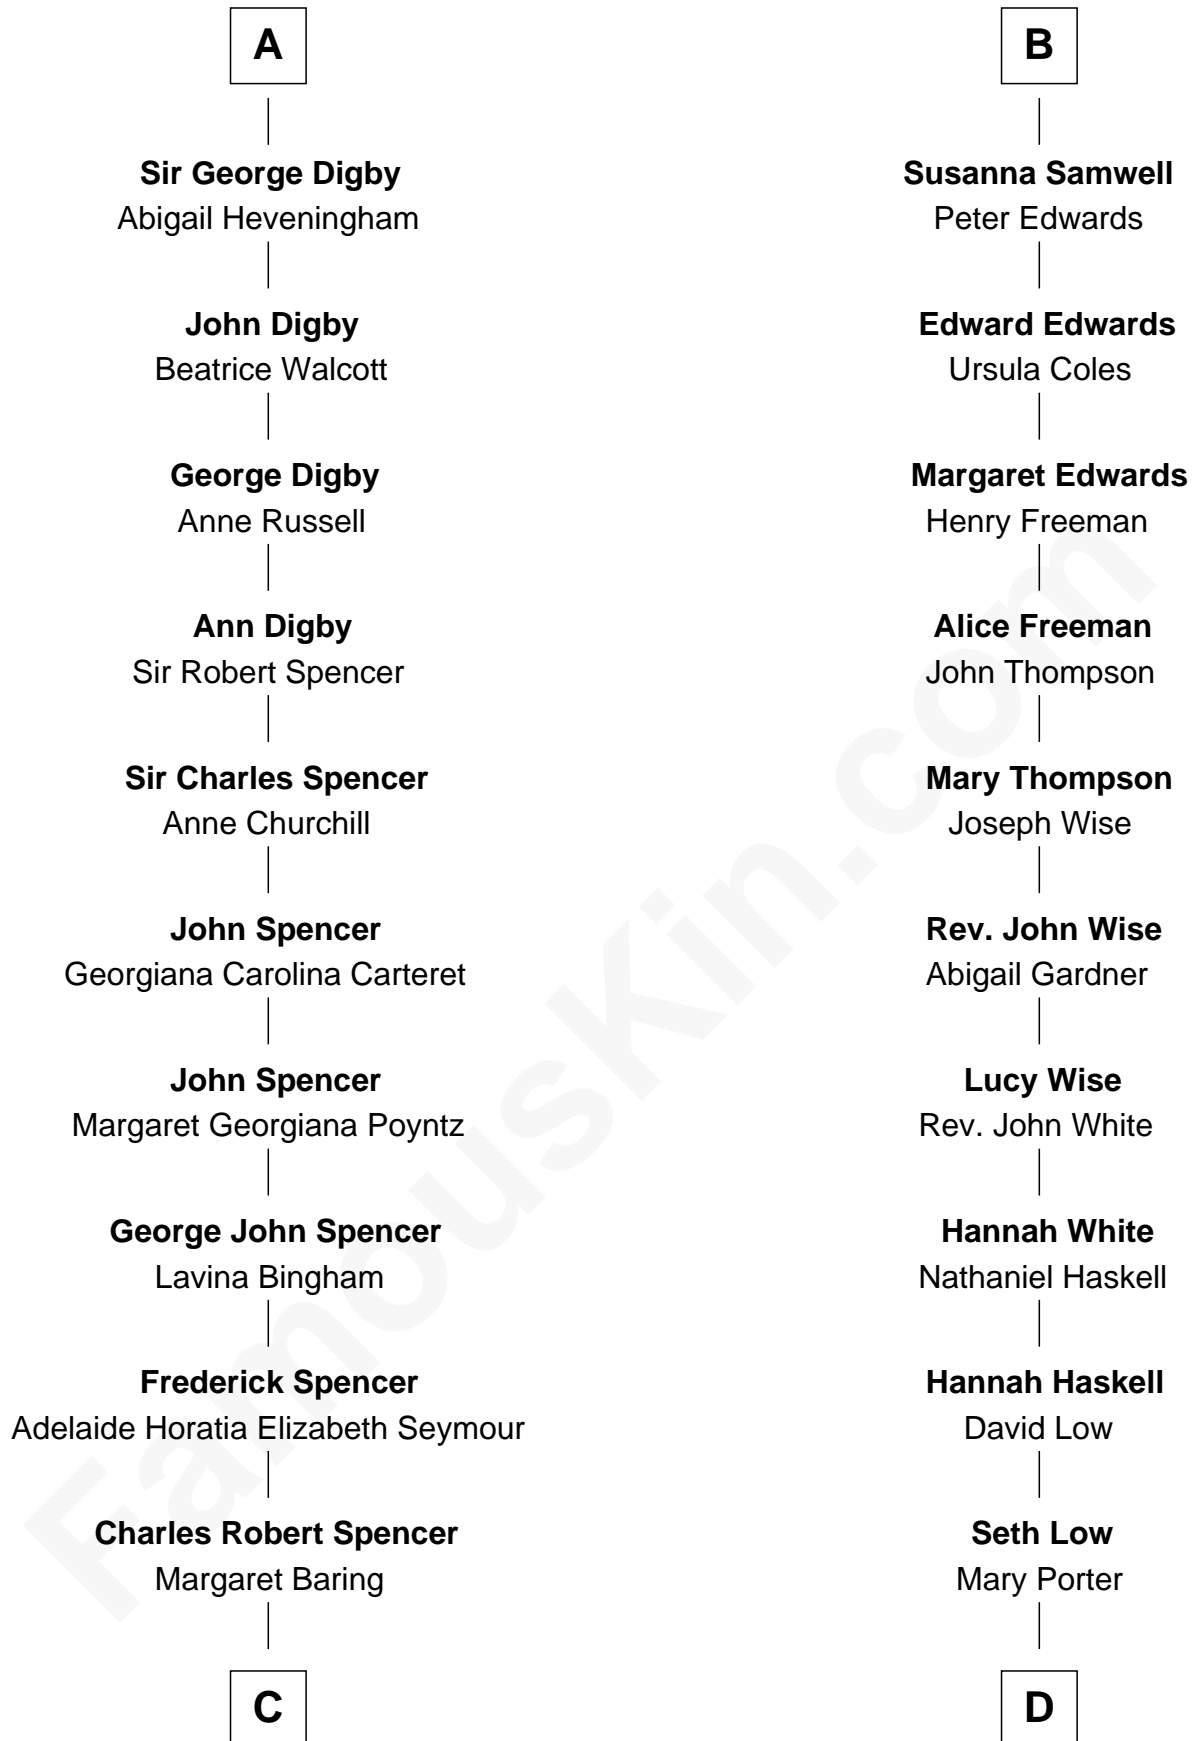 A
Sir George Digby
Abigail Heveningham
John Digby
Beatrice Walcott
George Digby
Anne Russell
Ann Digby
Sir Robert Spencer
Sir Charles Spencer
Anne Churchill
John Spencer
Georgiana Carolina Carteret
John Spencer
Margaret Georgiana Poyntz
George John Spencer
Lavina Bingham
Frederick Spencer
Adelaide Horatia Elizabeth Seymour
Charles Robert Spencer
Margaret Baring
C
B
Susanna Samwell
Peter Edwards
Edward Edwards
Ursula Coles
Margaret Edwards
Henry Freeman
Alice Freeman
John Thompson
Mary Thompson
Joseph Wise
Rev. John Wise
Abigail Gardner
Lucy Wise
Rev. John White
Hannah White
Nathaniel Haskell
Hannah Haskell
David Low
Seth Low
Mary Porter
D
FamousKin.com